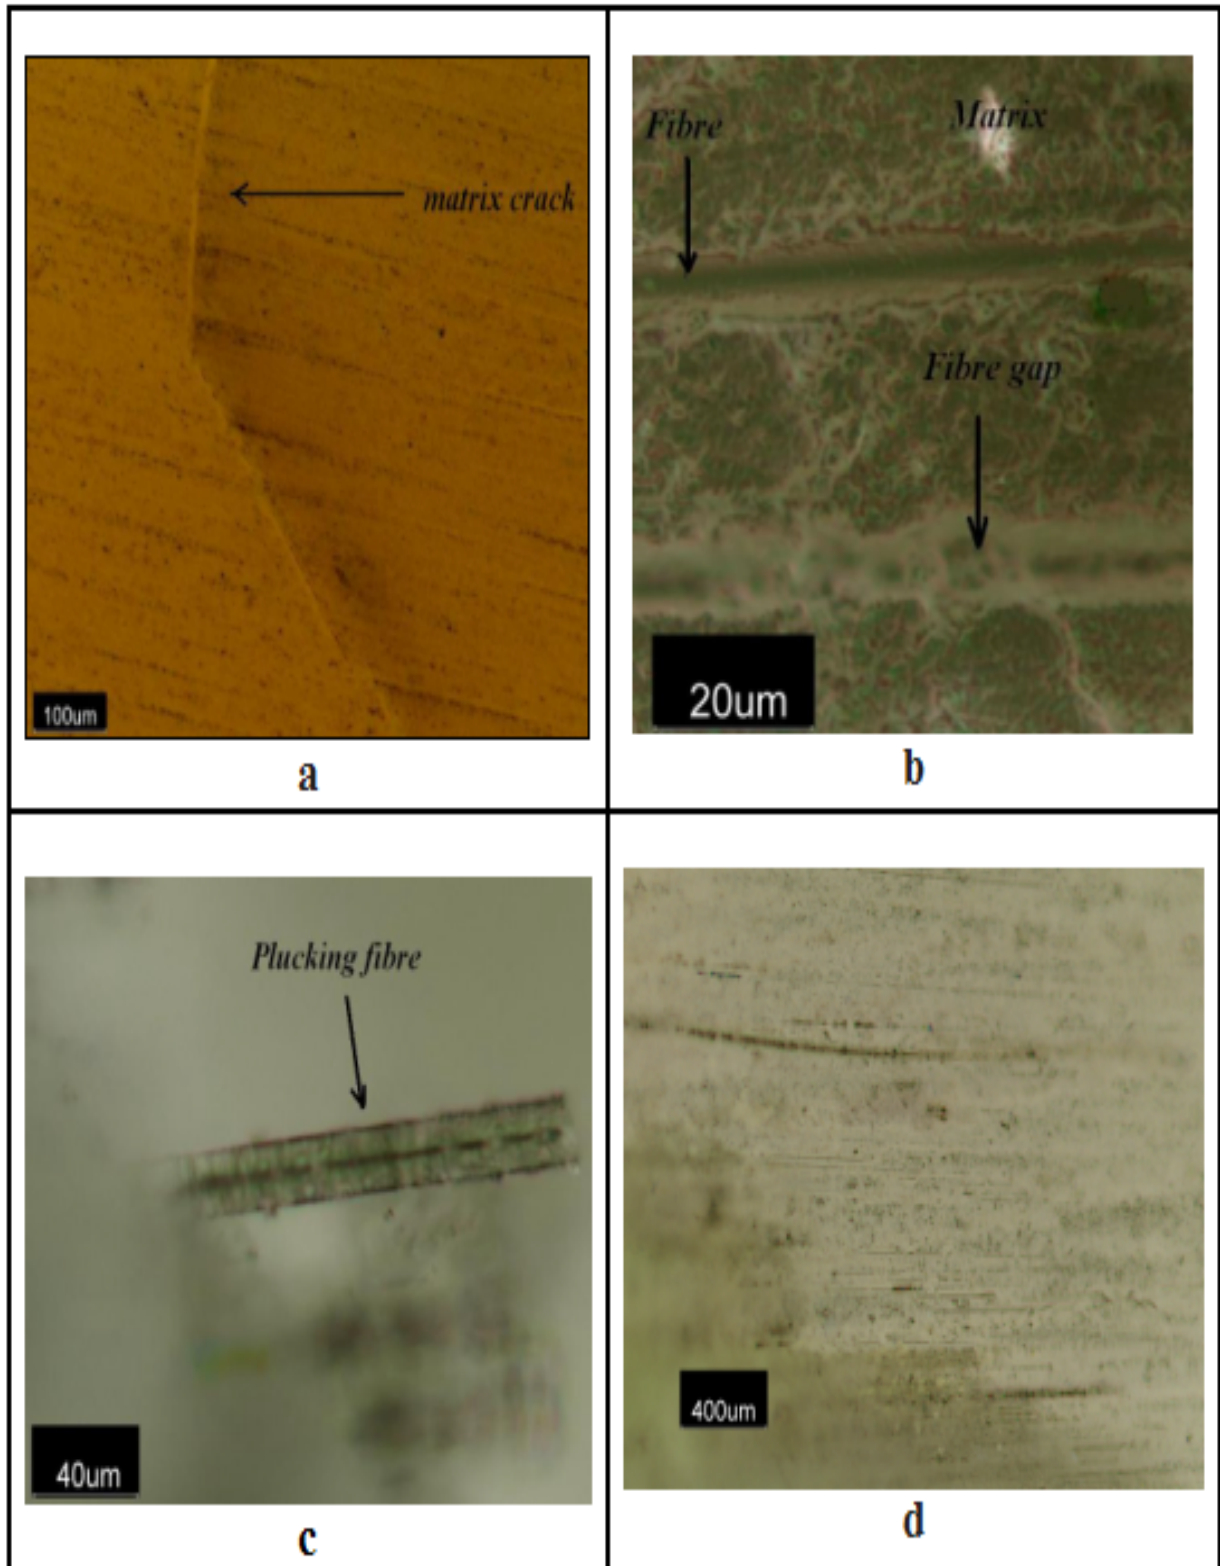 matrix crack
100um
a
Fibre
Matrix
Fibre gap
20um
b
Plucking fibre
40um
c
400um
d